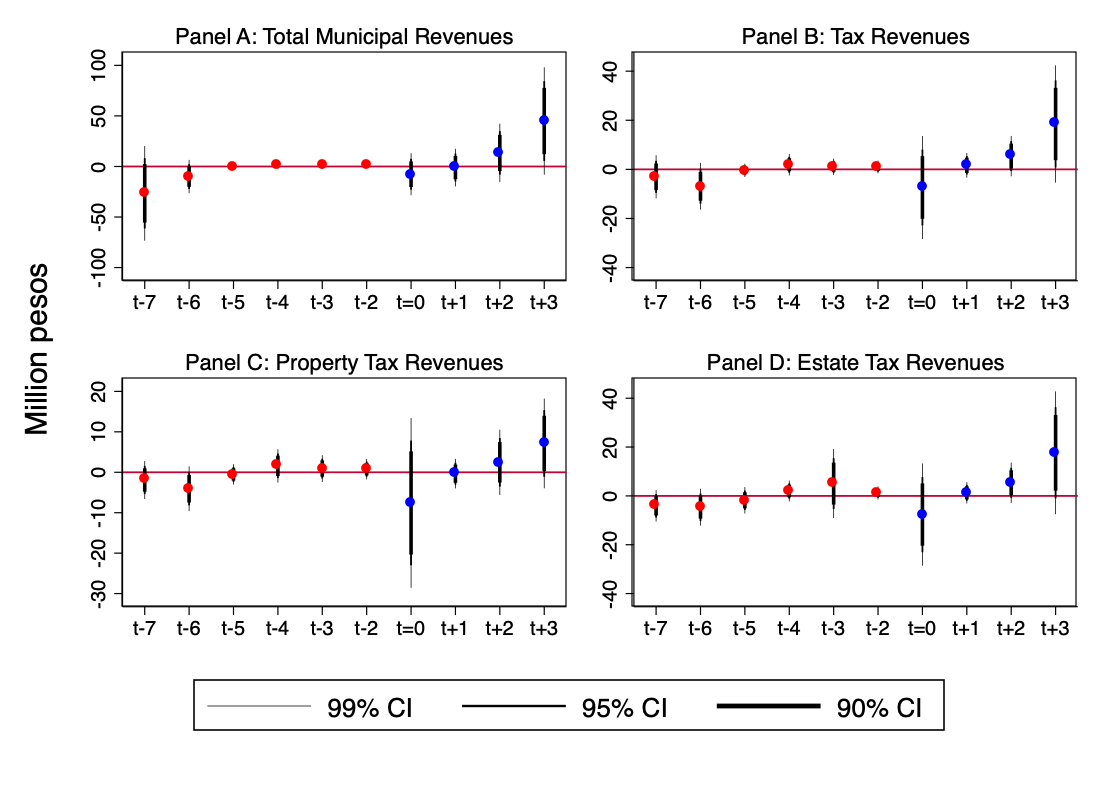 Million pesos
Panel A: Total Municipal Revenues
100
50
0
-50
-100
t-7 t-6 t-5 t-4 t-3 t-2 t=0 t+1 t+2 t+3
Panel B: Tax Revenues
40
20
0
-20
-40
t-7 t-6 t-5 t-4 t-3 t-2 t=0 t+1 t+2 t+3
Panel C: Property Tax Revenues
20
10
0
-10
-20
-30
t-7 t-6 t-5 t-4 t-3 t-2 t=0 t+1 t+2 t+3
Panel D: Estate Tax Revenues
40
20
0
-20
-40
t-7 t-6 t-5 t-4 t-3 t-2 t=0 t+1 t+2 t+3
99% CI 95% CI 90% CI